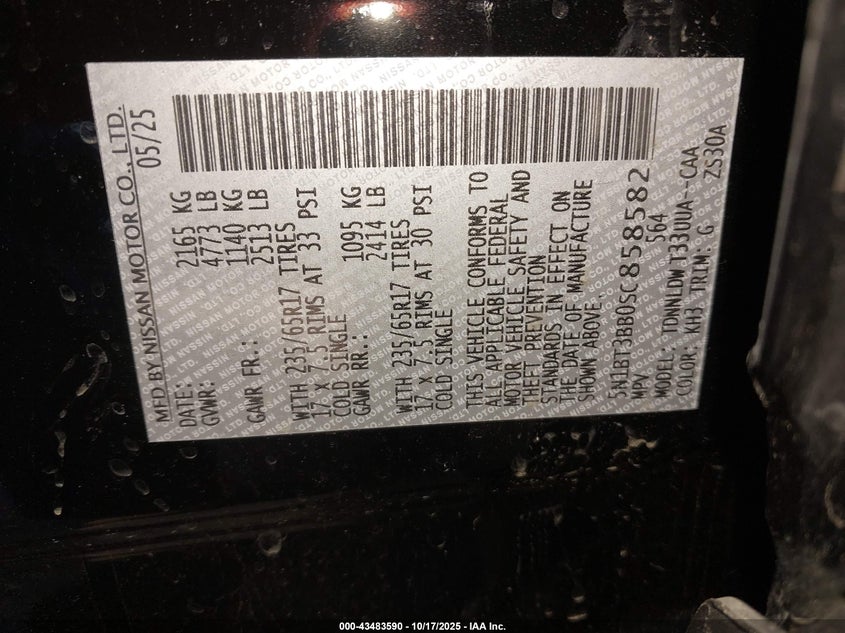 MFD BY NISSAN MOTOR CO., LTD.
DATE: 05/25
GVWR: 2165 KG
4773 LB
GAWR FR.: 1140 KG
2513 LB
WITH 235/65R17 TIRES
17 X 7.5 RIMS AT 33 PSI
COLD SINGLE
GAWR RR.: 1095 KG
2414 LB
WITH 235/65R17 TIRES
17 X 7.5 RIMS AT 30 PSI
COLD SINGLE
THIS VEHICLE CONFORMS TO
ALL APPLICABLE FEDERAL
MOTOR VEHICLE SAFETY AND
THEFT PREVENTION
STANDARDS IN EFFECT ON
THE DATE OF MANUFACTURE
SHOWN ABOVE.
5N1BT3BB0SC858582
MPV 564
MODEL: TDNNLDW T33UUA--CAA
COLOR: KH3 TRIM: G ZS30A
000-43483590 - 10/17/2025 - IAA Inc.